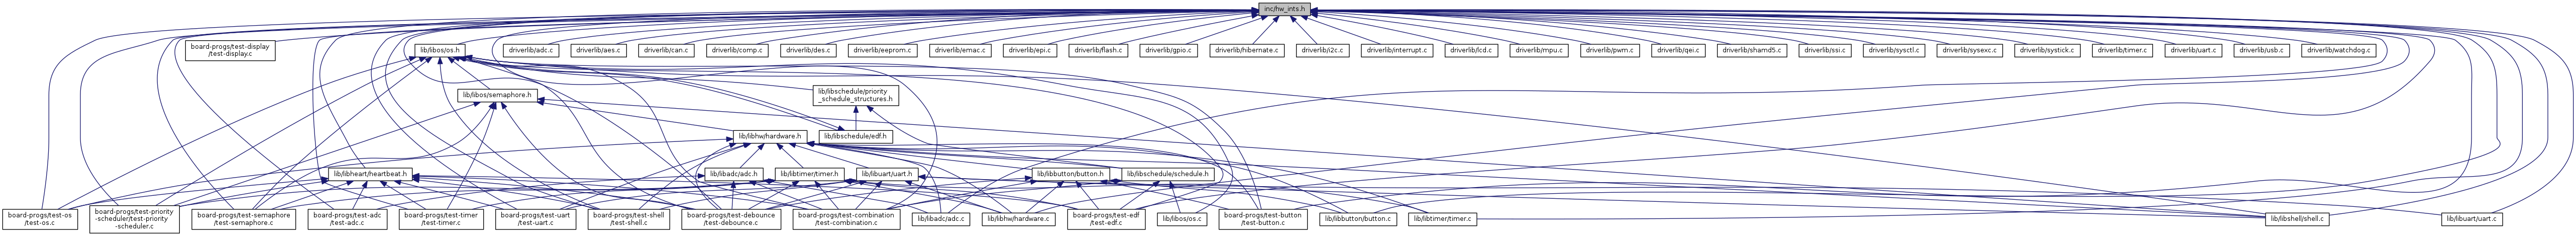 inc/hw_ints.h
board-progs/test-display
/test-display.c
lib/libos/os.h
driverlib/adc.c
driverlib/aes.c
driverlib/can.c
driverlib/comp.c
driverlib/des.c
driverlib/eeprom.c
driverlib/emac.c
driverlib/epi.c
driverlib/flash.c
driverlib/gpio.c
driverlib/hibernate.c
driverlib/i2c.c
driverlib/interrupt.c
driverlib/lcd.c
driverlib/mpu.c
driverlib/pwm.c
driverlib/qei.c
driverlib/shamd5.c
driverlib/ssi.c
driverlib/sysctl.c
driverlib/sysexc.c
driverlib/systick.c
driverlib/timer.c
driverlib/uart.c
driverlib/usb.c
driverlib/watchdog.c
lib/libos/semaphore.h
lib/libschedule/priority
_schedule_structures.h
lib/libhw/hardware.h
lib/libschedule/edf.h
lib/libheart/heartbeat.h
lib/libadc/adc.h
lib/libtimer/timer.h
lib/libuart/uart.h
lib/libbutton/button.h
lib/libschedule/schedule.h
board-progs/test-os
/test-os.c
board-progs/test-priority
-scheduler/test-priority
-scheduler.c
board-progs/test-semaphore
/test-semaphore.c
board-progs/test-adc
/test-adc.c
board-progs/test-timer
/test-timer.c
board-progs/test-uart
/test-uart.c
board-progs/test-shell
/test-shell.c
board-progs/test-debounce
/test-debounce.c
board-progs/test-combination
/test-combination.c
lib/libadc/adc.c
lib/libhw/hardware.c
board-progs/test-edf
/test-edf.c
lib/libos/os.c
board-progs/test-button
/test-button.c
lib/libbutton/button.c
lib/libtimer/timer.c
lib/libshell/shell.c
lib/libuart/uart.c